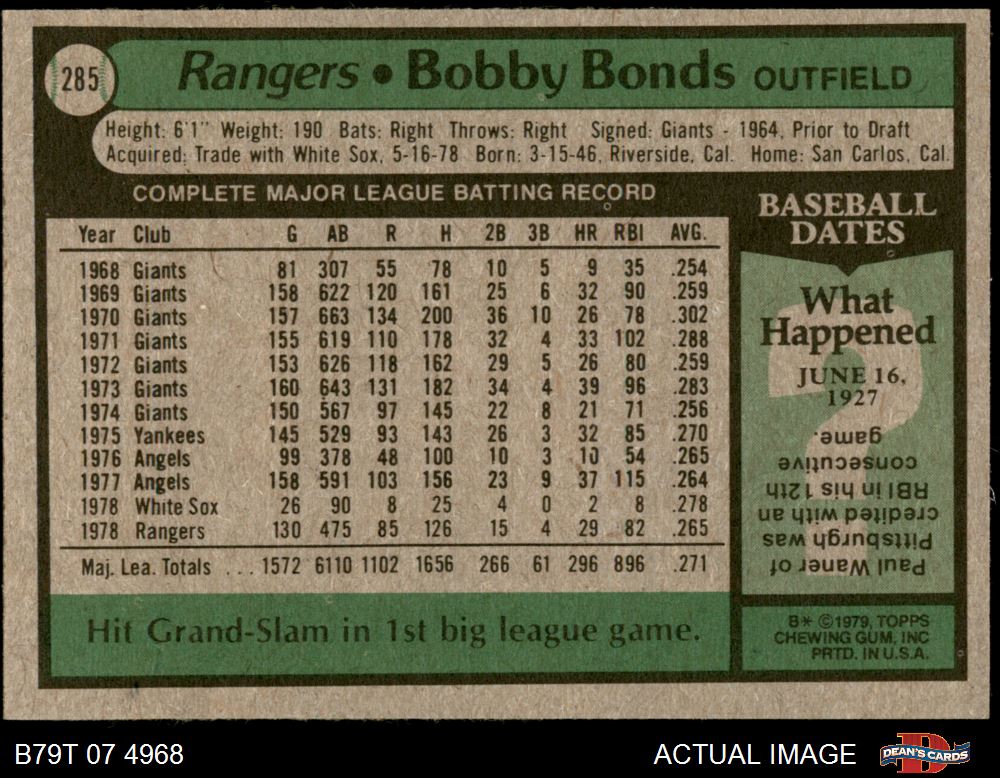 285
Rangers • Bobby Bonds OUTFIELD
Height: 6'1" Weight: 190 Bats: Right Throws: Right Signed: Giants - 1964, Prior to Draft
Acquired: Trade with White Sox, 5-16-78 Born: 3-15-46, Riverside, Cal. Home: San Carlos, Cal.
COMPLETE MAJOR LEAGUE BATTING RECORD
Year Club G AB R H 2B 3B HR RBI AVG.
1968 Giants 81 307 55 78 10 5 9 35 .254
1969 Giants 158 622 120 161 25 6 32 90 .259
1970 Giants 157 663 134 200 36 10 26 78 .302
1971 Giants 155 619 110 178 32 4 33 102 .288
1972 Giants 153 626 118 162 29 5 26 80 .259
1973 Giants 160 643 131 182 34 4 39 96 .283
1974 Giants 150 567 97 145 22 8 21 71 .256
1975 Yankees 145 529 93 143 26 3 32 85 .270
1976 Angels 99 378 48 100 10 3 10 54 .265
1977 Angels 158 591 103 156 23 9 37 115 .264
1978 White Sox 26 90 8 25 4 0 2 8 .278
1978 Rangers 130 475 85 126 15 4 29 82 .265
Maj. Lea. Totals ... 1572 6110 1102 1656 266 61 296 896 .271
Hit Grand-Slam in 1st big league game.
BASEBALL
DATES
What
Happened
JUNE 16,
1927
Paul Waner of
Pittsburgh was
credited with an
RBI in his 12th
consecutive
game.
B* ©1979, TOPPS
CHEWING GUM, INC
PRTD. IN U.S.A.
B79T 07 4968
ACTUAL IMAGE
DEAN'S CARDS